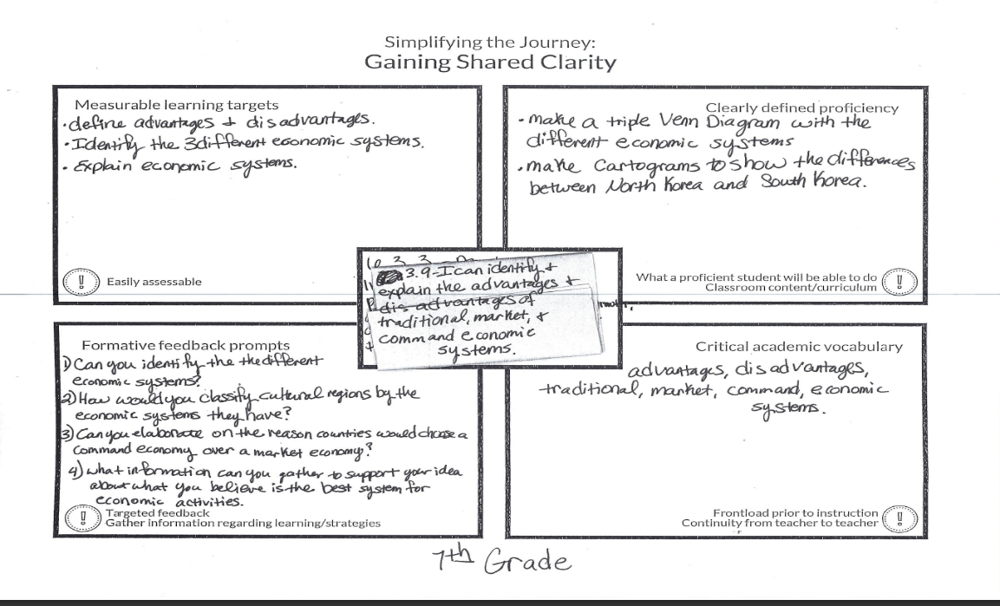 Simplifying the Journey:
Gaining Shared Clarity
Measurable learning targets
· define advantages & disadvantages.
· Identify the 3 different economic systems.
· Explain economic systems.
Easily assessable
Clearly defined proficiency
· make a triple Venn Diagram with the
different economic systems
· make Cartograms to show the differences
between North Korea and South Korea.
What a proficient student will be able to do
Classroom content/curriculum
3.9-I can identify &
explain the advantages &
disadvantages of
traditional, market, &
command economic
systems.
Formative feedback prompts
1) Can you identify the the different
economic systems?
2) How would you classify cultural regions by the
economic systems they have?
3) Can you elaborate on the reason countries would choose a
command economy over a market economy?
4) what information can you gather to support your idea
about what you believe is the best system for
economic activities.
Targeted feedback
Gather information regarding learning/strategies
Critical academic vocabulary
advantages, disadvantages,
traditional, market, command, economic
systems.
Frontload prior to instruction
Continuity from teacher to teacher
7th Grade